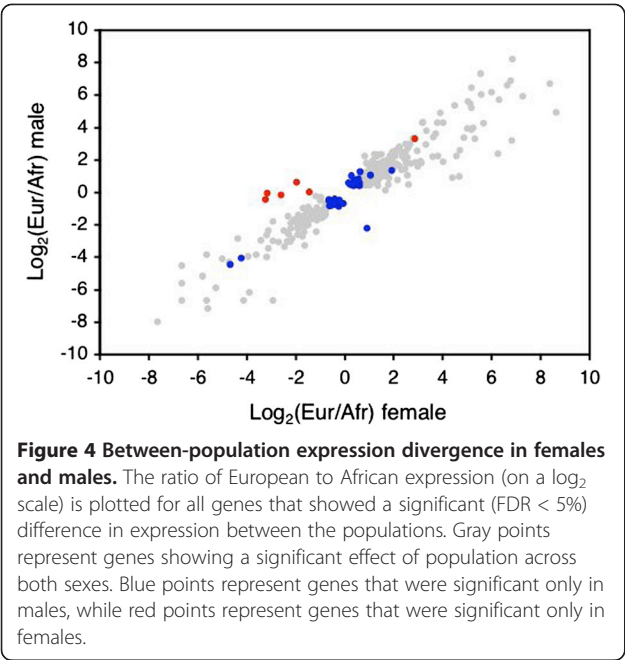 10
8
6
4
2
0
-2
-4
-6
-8
-10
Log₂(Eur/Afr) male
-10 -8 -6 -4 -2 0 2 4 6 8 10
Log₂(Eur/Afr) female
Figure 4 Between-population expression divergence in females
and males. The ratio of European to African expression (on a log₂
scale) is plotted for all genes that showed a significant (FDR < 5%)
difference in expression between the populations. Gray points
represent genes showing a significant effect of population across
both sexes. Blue points represent genes that were significant only in
males, while red points represent genes that were significant only in
females.